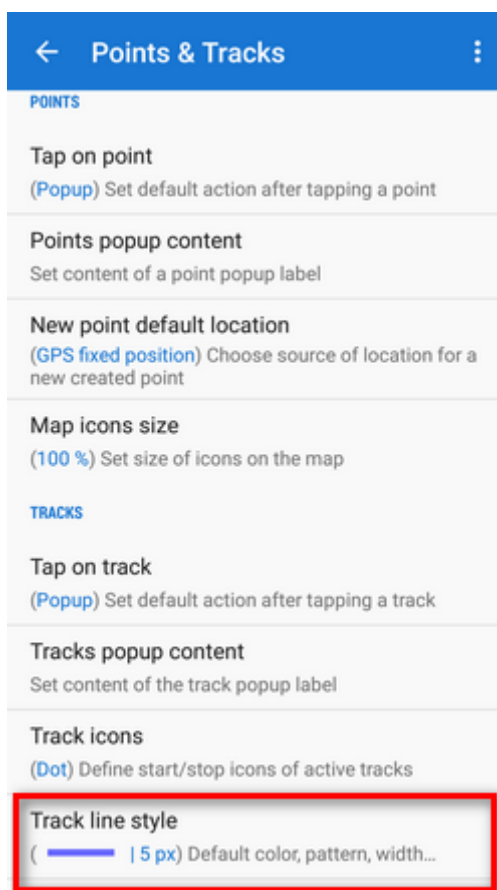 Points & Tracks
POINTS
Tap on point
(Popup) Set default action after tapping a point
Points popup content
Set content of a point popup label
New point default location
(GPS fixed position) Choose source of location for a
new created point
Map icons size
(100 %) Set size of icons on the map
TRACKS
Tap on track
(Popup) Set default action after tapping a track
Tracks popup content
Set content of the track popup label
Track icons
(Dot) Define start/stop icons of active tracks
Track line style
( | 5 px) Default color, pattern, width...